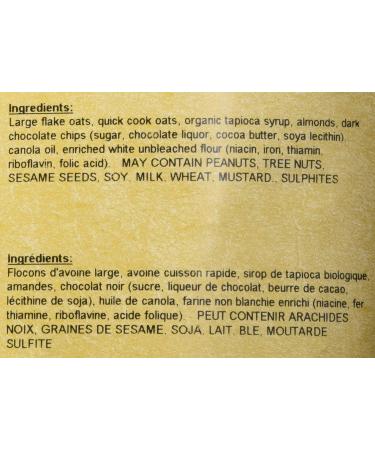 Ingredients:
Large flake oats, quick cook oats, organic tapioca syrup, almonds, dark
chocolate chips (sugar, chocolate liquor, cocoa butter, soya lecithin).
canola oil, enriched white unbleached flour (niacin, iron, thiamin,
riboflavin, folic acid). MAY CONTAIN PEANUTS, TREE NUTS,
SESAME SEEDS, SOY. MILK. WHEAT, MUSTARD., SULPHITES
Ingrédients:
Flocons d'avoine large, avoine cuisson rapide, sirop de tapioca biologique,
amandes, chocolat noir (sucre, liqueur de chocolat, beurre de cacao,
lécithine de soja), huile de canola, farine non blanchie enrichi (niacine, fer,
thiamine, riboflavine, acide folique). PEUT CONTENIR ARACHIDES
NOIX, GRAINES DE SESAME. SOJA. LAIT. BLE, MOUTARDE
SULFITE